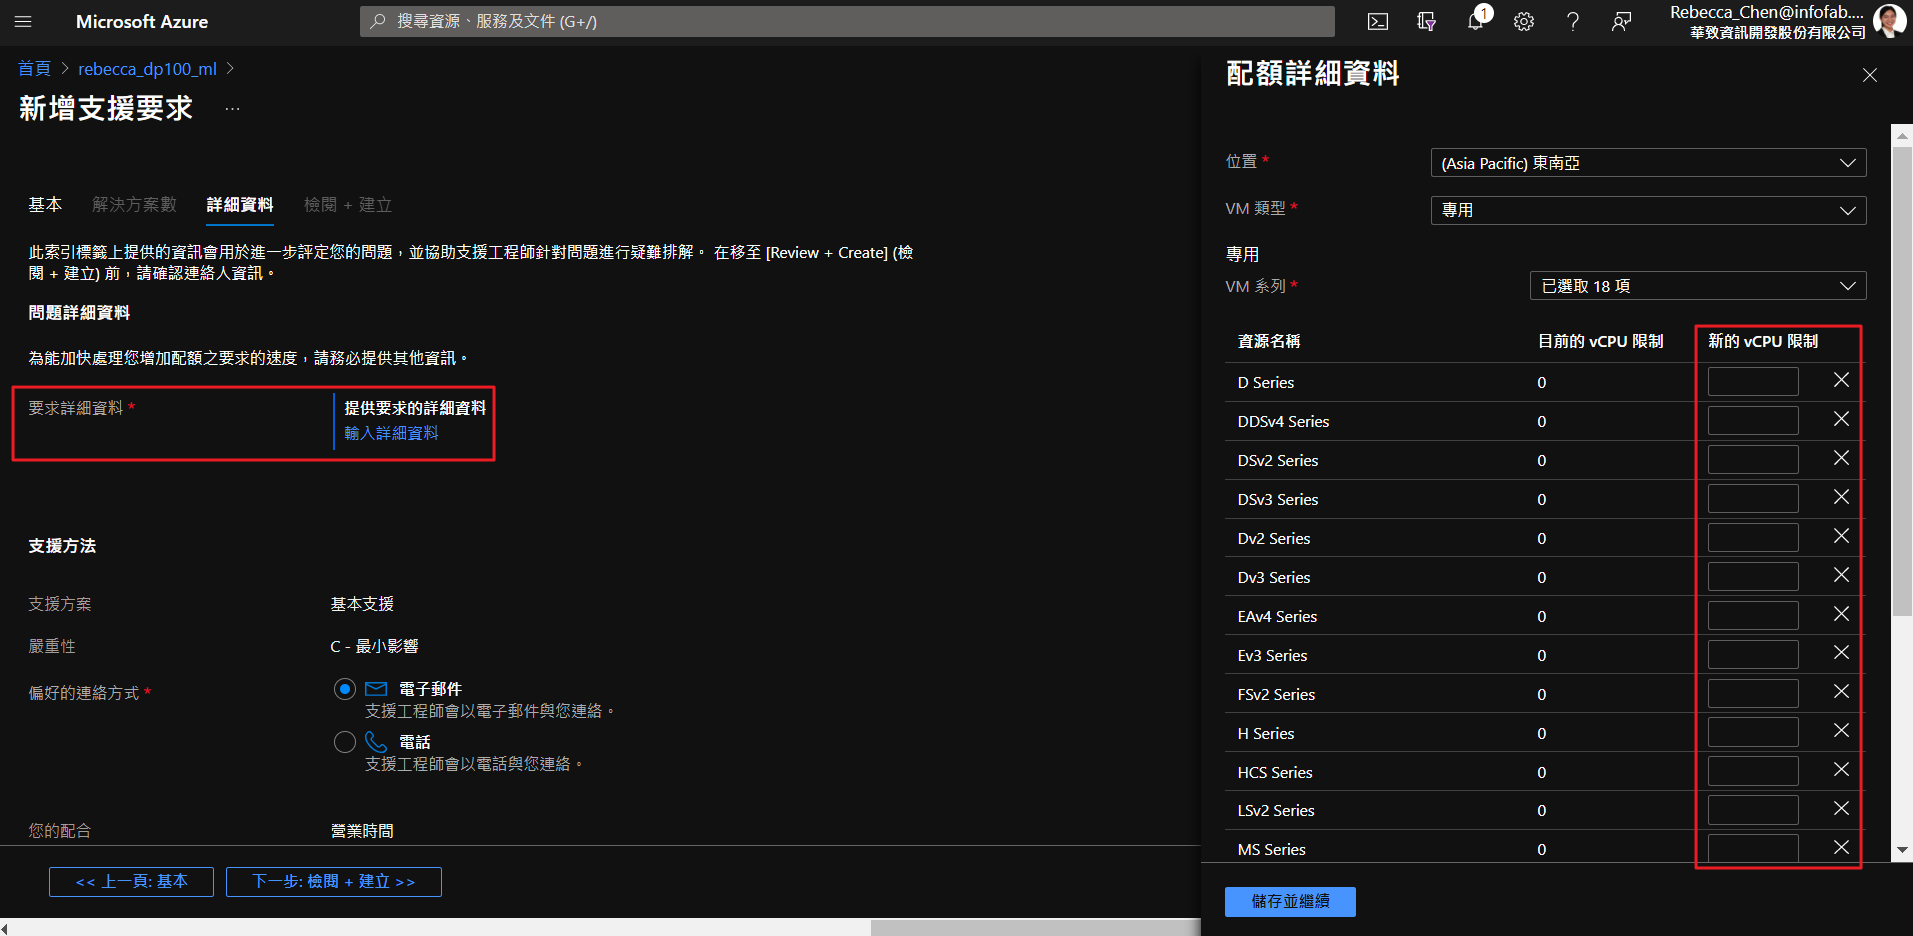 Microsoft Azure
搜尋資源、服務及文件 (G+/)
1
Rebecca_Chen@infofab....
華致資訊開發股份有限公司
首頁 > rebecca_dp100_ml >
新增支援要求 ...
基本 解決方案數 詳細資料 檢閱 + 建立
此索引標籤上提供的資訊會用於進一步評定您的問題，並協助支援工程師針對問題進行疑難排解。 在移至 [Review + Create] (檢
閱 + 建立) 前，請確認連絡人資訊。
問題詳細資料
為能加快處理您增加配額之要求的速度，請務必提供其他資訊。
要求詳細資料 *
提供要求的詳細資料
輸入詳細資料
支援方法
支援方案 基本支援
嚴重性 C - 最小影響
偏好的連絡方式 * 電子郵件
支援工程師會以電子郵件與您連絡。
電話
支援工程師會以電話與您連絡。
您的配合 營業時間
<< 上一頁: 基本 下一步: 檢閱 + 建立 >>
配額詳細資料
位置 * (Asia Pacific) 東南亞
VM 類型 * 專用
專用
VM 系列 * 已選取 18 項
資源名稱 目前的 vCPU 限制 新的 vCPU 限制
D Series 0
DDSv4 Series 0
DSv2 Series 0
DSv3 Series 0
Dv2 Series 0
Dv3 Series 0
EAv4 Series 0
Ev3 Series 0
FSv2 Series 0
H Series 0
HCS Series 0
LSv2 Series 0
MS Series 0
儲存並繼續